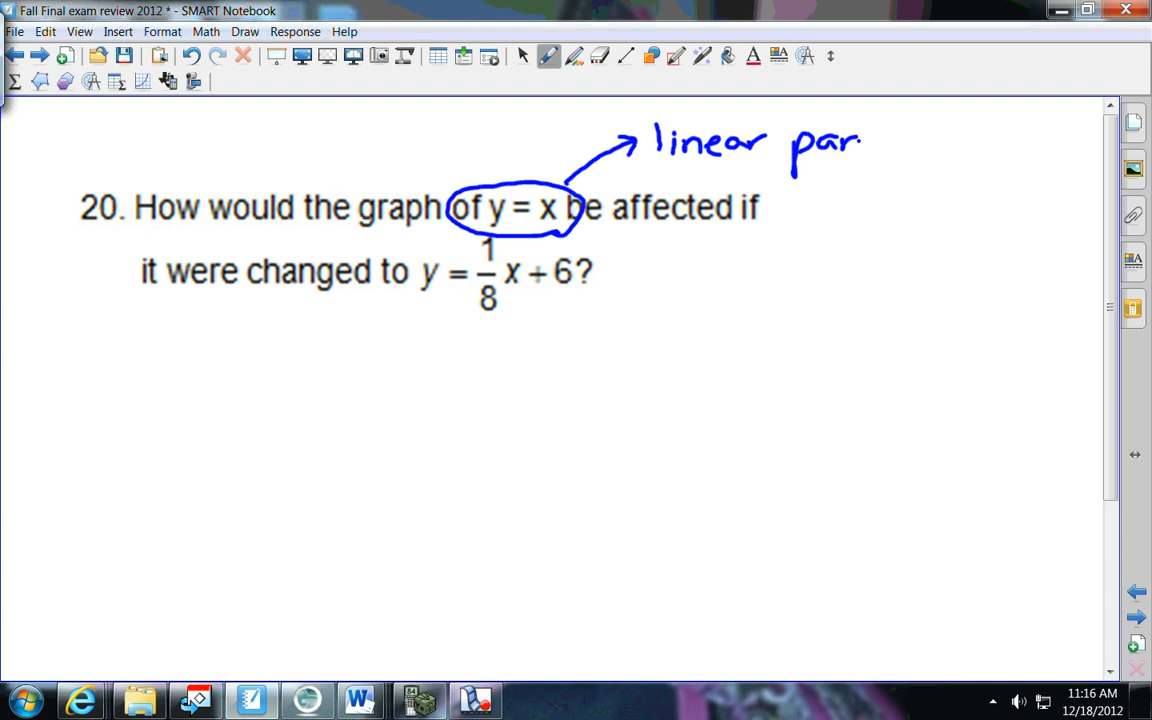 Fall Final exam review 2012 * - SMART Notebook
File Edit View Insert Format Math Draw Response Help
linear par
20. How would the graph of y = x be affected if
it were changed to y = 1/8 x + 6?
11:16 AM
12/18/2012